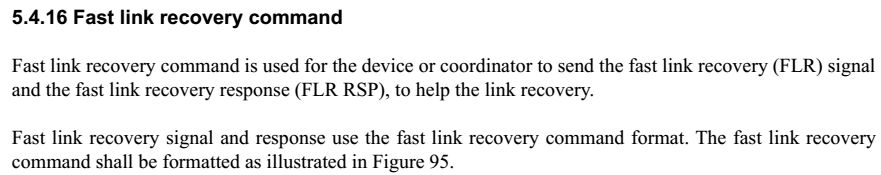 5.4.16 Fast link recovery command
Fast link recovery command is used for the device or coordinator to send the fast link recovery (FLR) signal
and the fast link recovery response (FLR RSP), to help the link recovery.
Fast link recovery signal and response use the fast link recovery command format. The fast link recovery
command shall be formatted as illustrated in Figure 95.